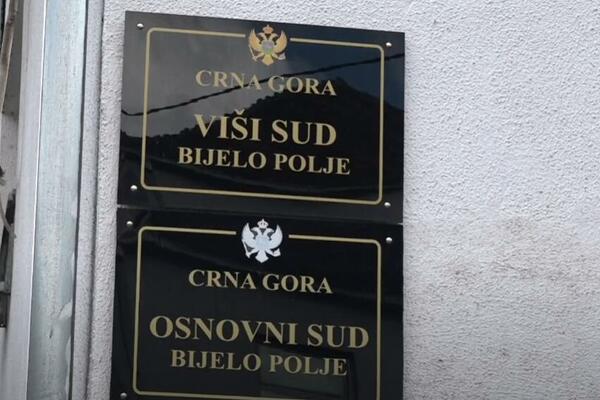 CRNA GORA
VIŠI SUD
BIJELO POLJE
CRNA GORA
OSNOVNI SUD
BIJELO POLJE